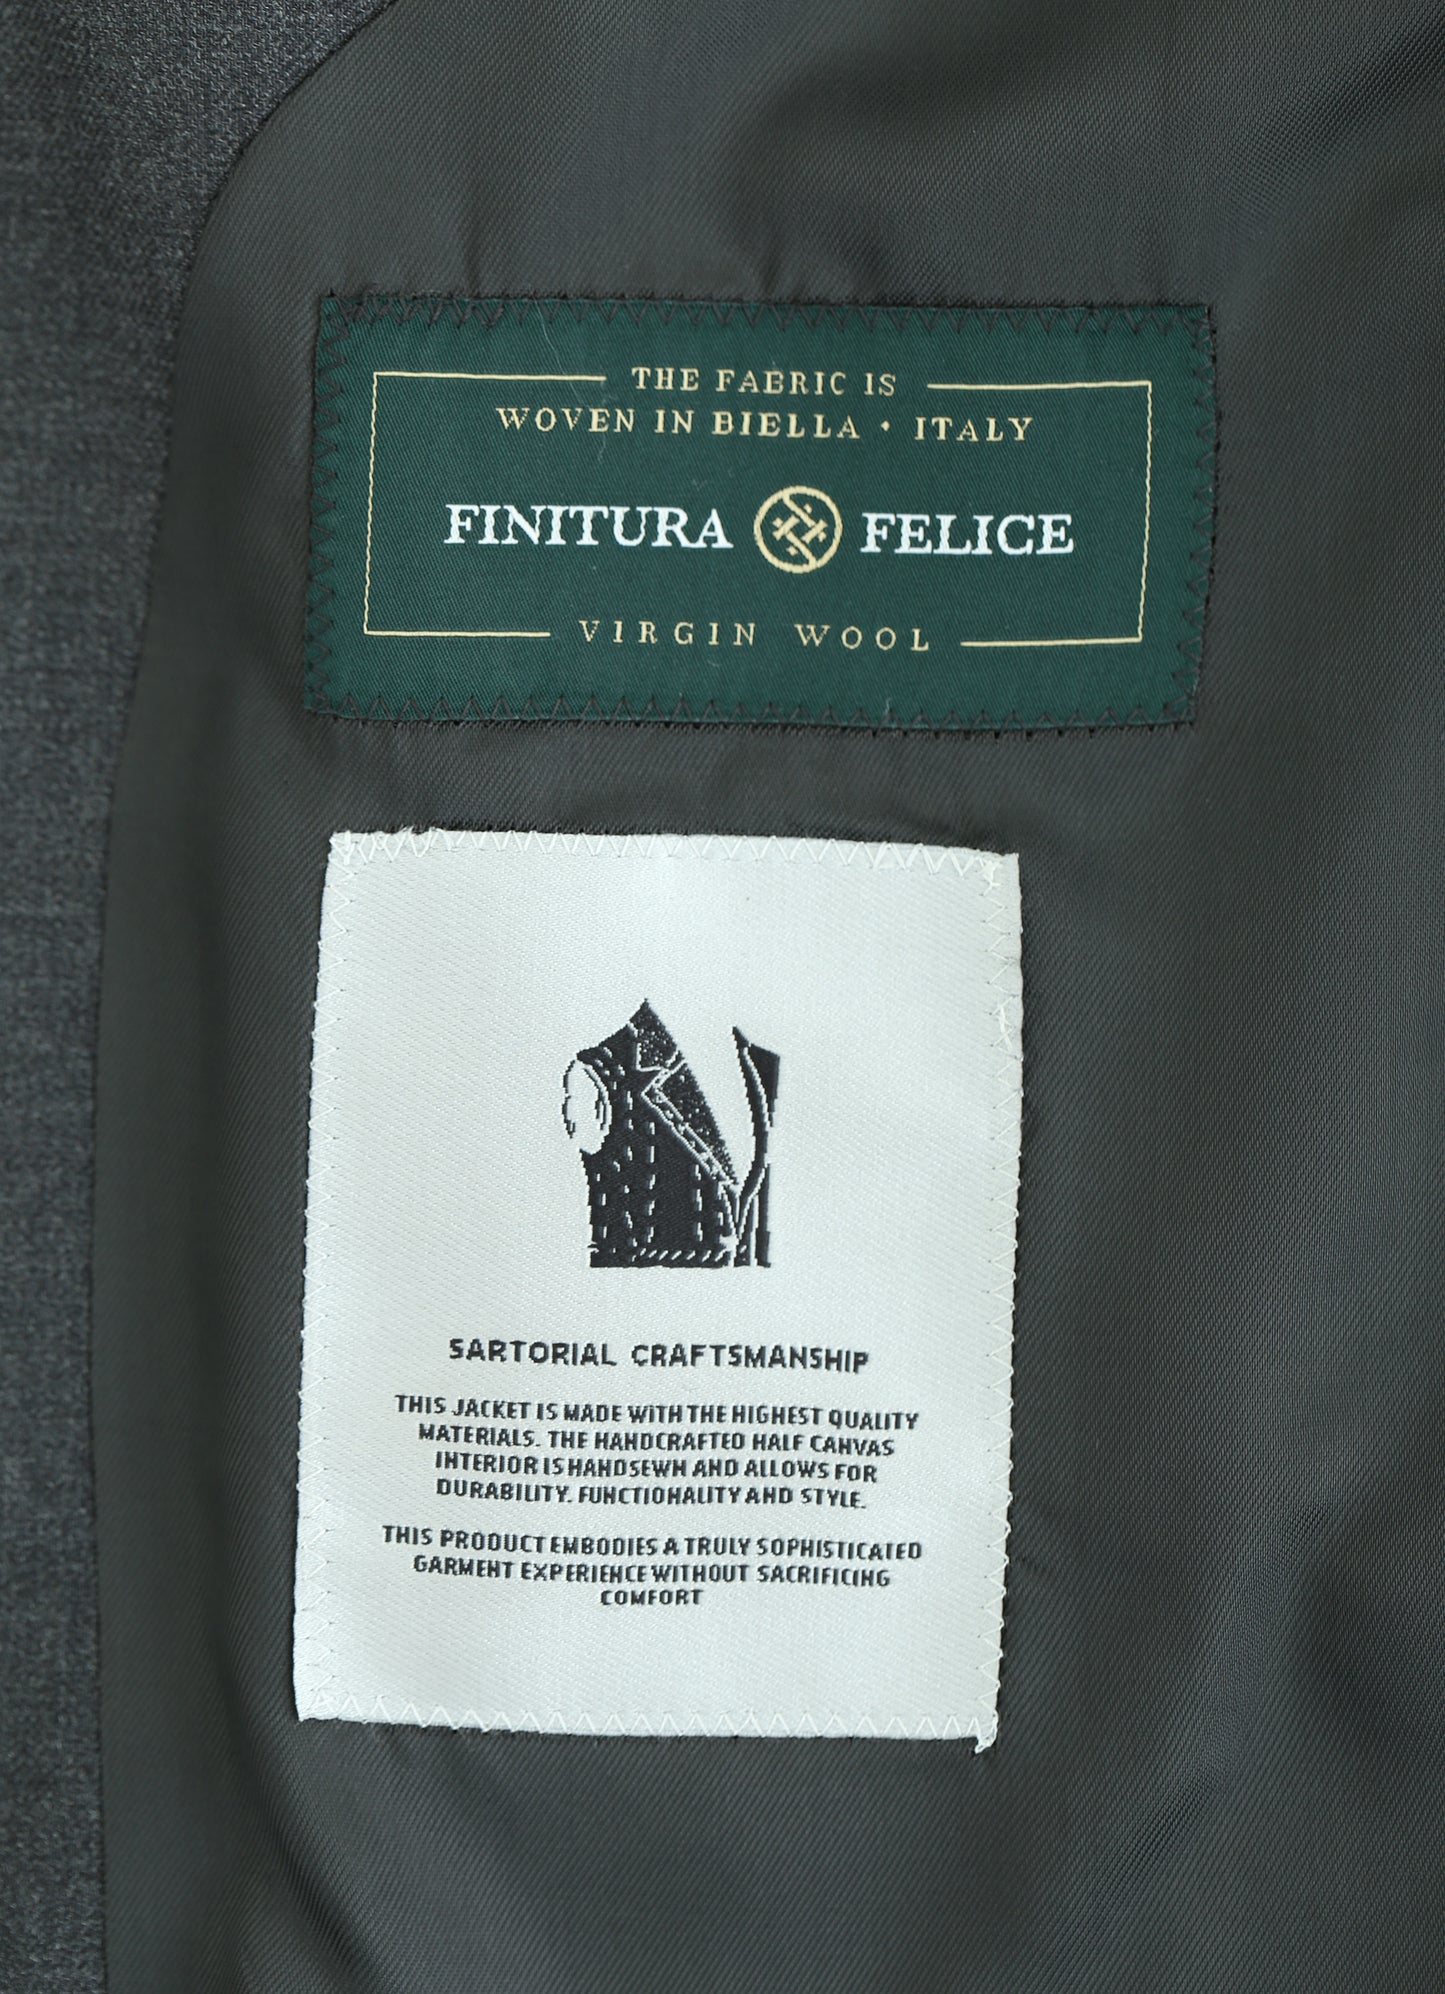 THE FABRIC IS
WOVEN IN BIELLA • ITALY
FINITURA FELICE
VIRGIN WOOL
SARTORIAL CRAFTSMANSHIP
THIS JACKET IS MADE WITH THE HIGHEST QUALITY
MATERIALS. THE HANDCRAFTED HALF CANVAS
INTERIOR IS HANDSEWN AND ALLOWS FOR
DURABILITY. FUNCTIONALITY AND STYLE.
THIS PRODUCT EMBODIES A TRULY SOPHISTICATED
GARMENT EXPERIENCE WITHOUT SACRIFICING
COMFORT